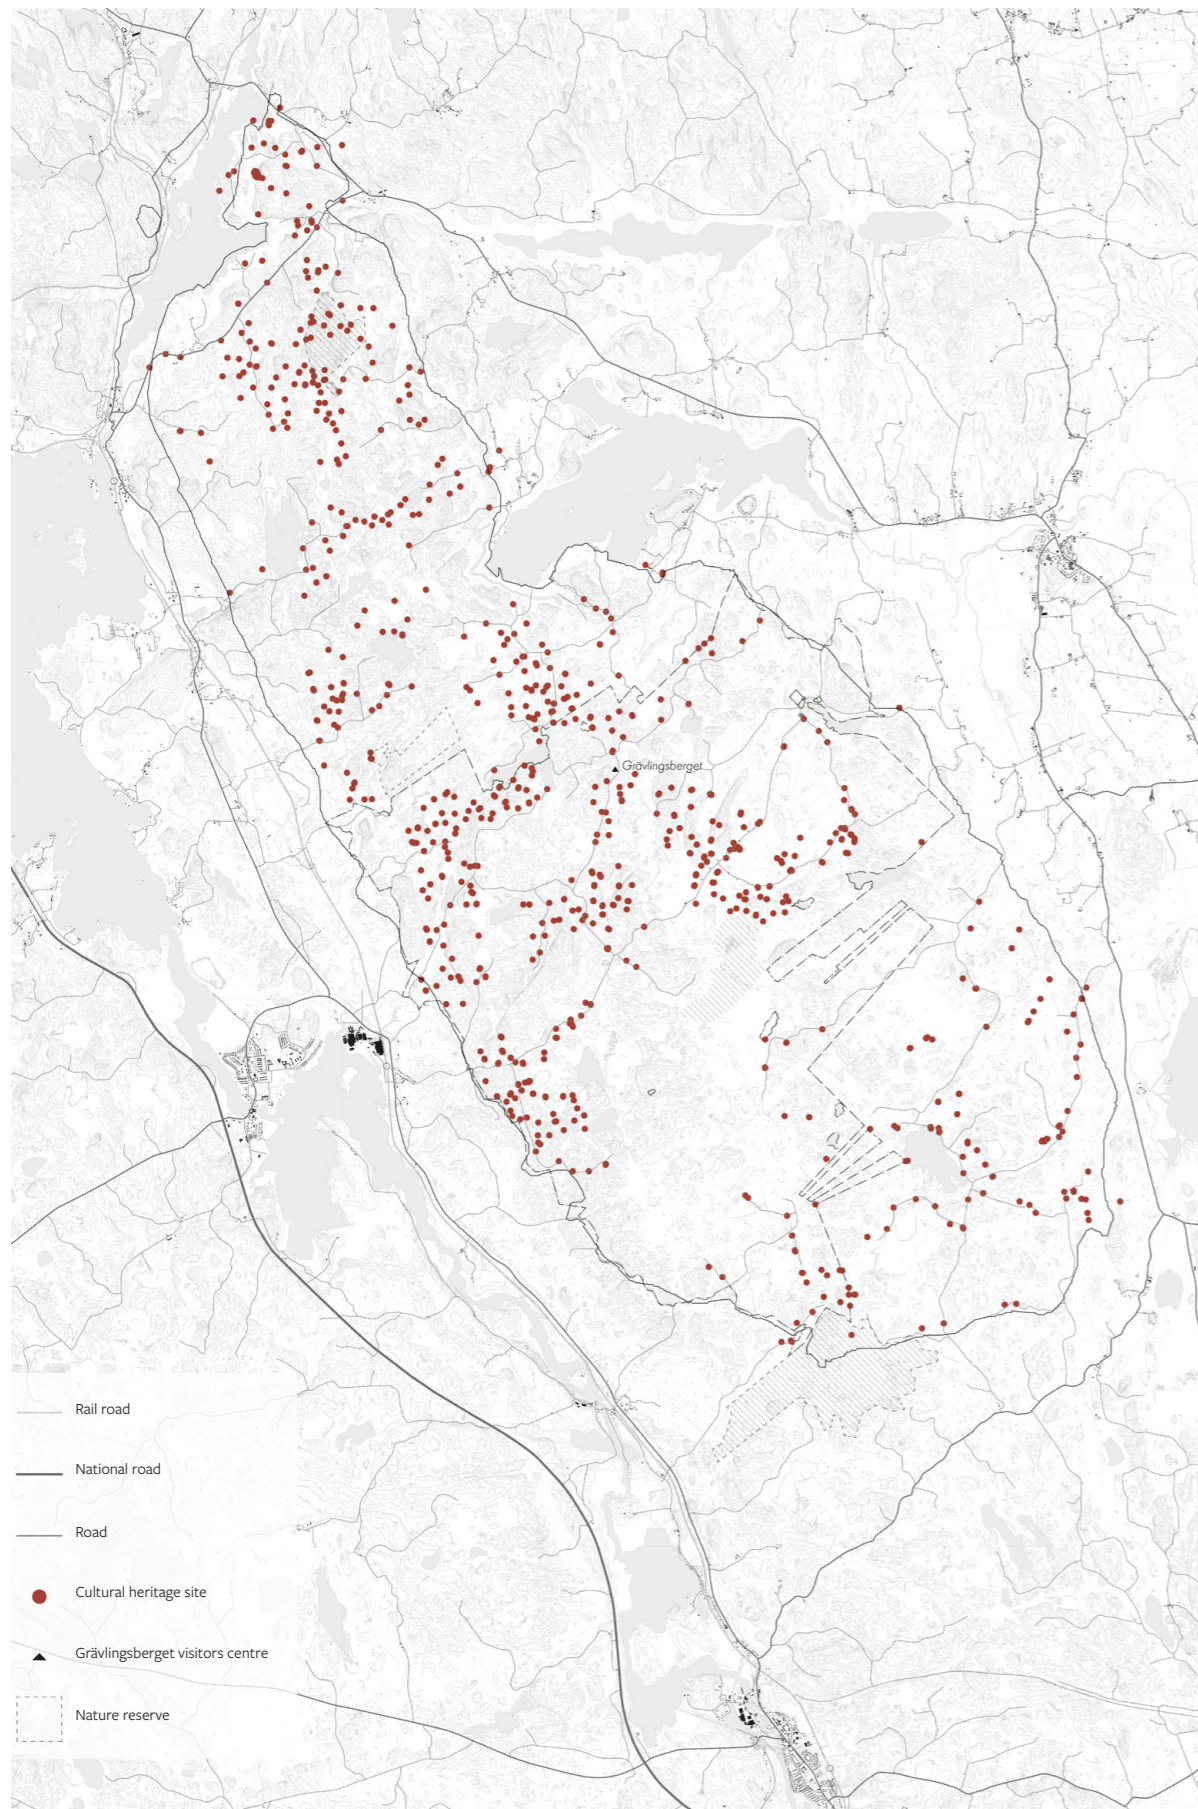 Grävlingsberget
Rail road
National road
Road
Cultural heritage site
Grävlingsberget visitors centre
Nature reserve